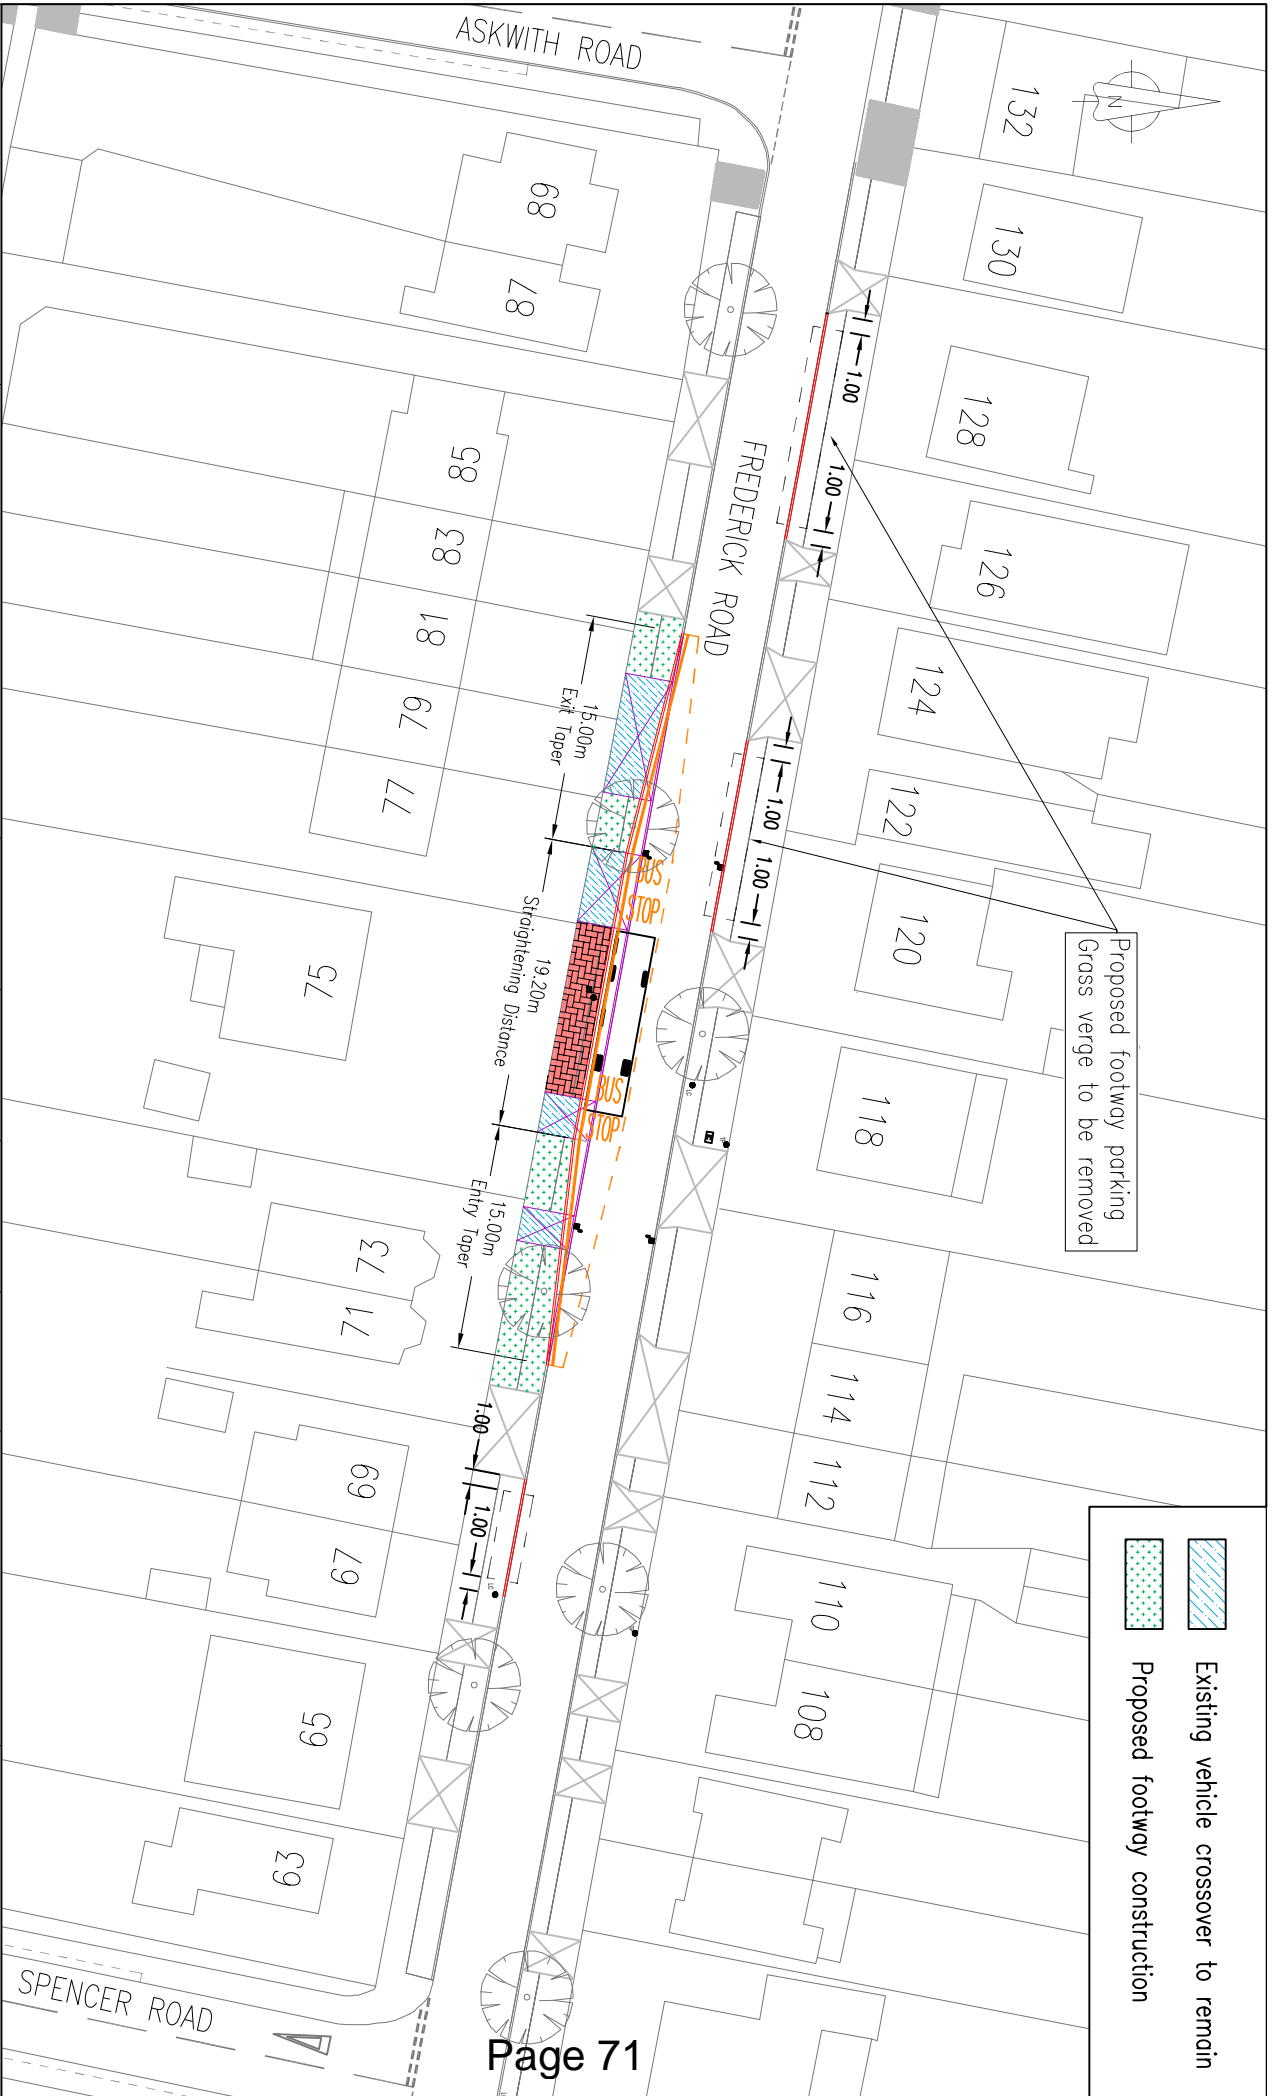 ASKWITH ROAD
N
132
130
128
126
124
122
120
118
116
114
112
110
108
68
87
85
83
81
79
77
75
73
71
69
67
65
63
FREDERICK ROAD
1.00
1.00
1.00
1.00
Proposed footway parking
Grass verge to be removed
15.00m
Exit Taper
19.20m
Straightening Distance
15.00m
Entry Taper
BUS
STOP
BUS
STOP
LC
1.00
1.00
LC
SPENCER ROAD
Existing vehicle crossover to remain
Proposed footway construction
Page 71